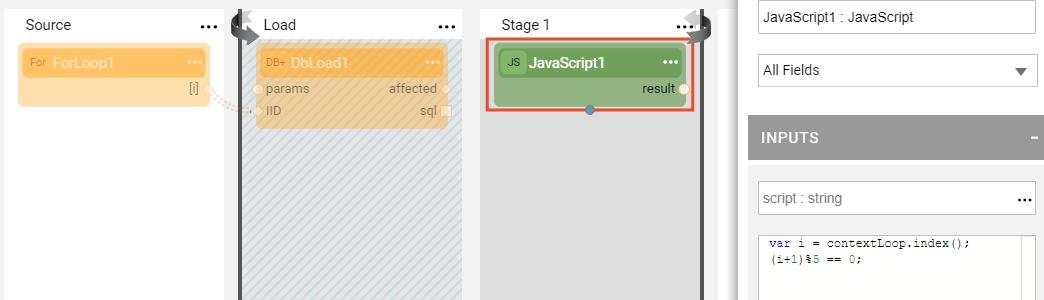 Source
...
For ForLoop1 ...
[i]
Load
...
DB+ DbLoad1 ...
params affected
IID sql
Stage 1
...
JS JavaScript1 ...
result
JavaScript1 : JavaScript
All Fields
INPUTS -
script : string ...
var i = contextLoop.index();
(i+1)%5 == 0;